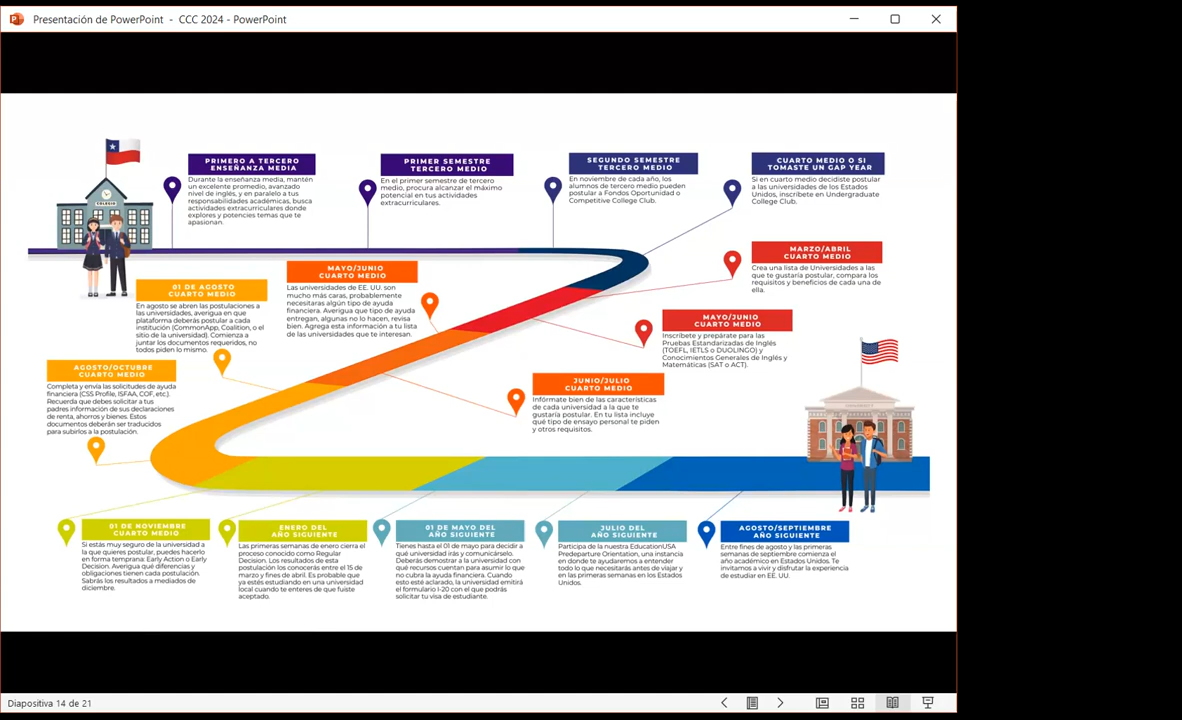 Presentación de PowerPoint - CCC 2024 - PowerPoint
COLEGIO
PRIMERO A TERCERO
ENSEÑANZA MEDIA
Durante la enseñanza media, mantén
un excelente promedio, avanzado
nivel de inglés, y en paralelo a tus
responsabilidades académicas, busca
actividades extracurriculares donde
explores y potencies temas que te
apasionan.
PRIMER SEMESTRE
TERCERO MEDIO
En el primer semestre de tercero
medio, procura alcanzar el máximo
potencial en tus actividades
extracurriculares.
SEGUNDO SEMESTRE
TERCERO MEDIO
En noviembre de cada año, los
alumnos de tercero medio pueden
postular a Fondos Oportunidad o
Competitive College Club.
CUARTO MEDIO O SI
TOMASTE UN GAP YEAR
Si en cuarto medio decidiste postular
a las universidades de los Estados
Unidos, inscríbete en Undergraduate
College Club.
MARZO/ABRIL
CUARTO MEDIO
Crea una lista de Universidades a las
que te gustaría postular, compara los
requisitos y beneficios de cada una de
ella.
MAYO/JUNIO
CUARTO MEDIO
Inscríbete y prepárate para las
Pruebas Estandarizadas de Inglés
(TOEFL, IETLS o DUOLINGO) y
Conocimientos Generales de Inglés y
Matemáticas (SAT o ACT).
MAYO/JUNIO
CUARTO MEDIO
Las universidades de EE. UU. son
mucho más caras, probablemente
necesitaras algún tipo de ayuda
financiera. Averigua que tipo de ayuda
entregan, algunas no lo hacen, revisa
bien. Agrega esta información a tu lista
de las universidades que te interesan.
JUNIO/JULIO
CUARTO MEDIO
Infórmate bien de las características
de cada universidad a la que te
gustaría postular. En tu lista incluye
qué tipo de ensayo personal te piden
y otros requisitos.
01 DE AGOSTO
CUARTO MEDIO
En agosto se abren las postulaciones a
las universidades, averigua en que
plataforma deberás postular a cada
institución (CommonApp, Coalition, o el
sitio de la universidad). Comienza a
juntar los documentos requeridos, no
todos piden lo mismo.
AGOSTO/OCTUBRE
CUARTO MEDIO
Completa y envía las solicitudes de ayuda
financiera (CSS Profile, ISFAA, COF, etc.).
Recuerda que debes solicitar a tus
padres información de sus declaraciones
de renta, ahorros y bienes. Estos
documentos deberán ser traducidos
para subirlos a la postulación.
01 DE NOVIEMBRE
CUARTO MEDIO
Si estás muy seguro de la universidad a
la que quieres postular, puedes hacerlo
en forma temprana: Early Action o Early
Decision. Averigua qué diferencias y
obligaciones tienen cada postulación.
Sabrás los resultados a mediados de
diciembre.
ENERO DEL
AÑO SIGUIENTE
Las primeras semanas de enero cierra el
proceso conocido como Regular
Decision. Los resultados de esta
postulación los conocerás entre el 15 de
marzo y fines de abril. Es probable que
ya estés estudiando en una universidad
local cuando te enteres de que fuiste
aceptado.
01 DE MAYO DEL
AÑO SIGUIENTE
Tienes hasta el 01 de mayo para decidir a
qué universidad irás y comunicárselo.
Deberás demostrar a la universidad con
qué recursos cuentan para asumir lo que
no cubra la ayuda financiera. Cuando
esto esté aclarado, la universidad emitirá
el formulario I-20 con el que podrás
solicitar tu visa de estudiante.
JULIO DEL
AÑO SIGUIENTE
Participa de la nuestra EducationUSA
Predeparture Orientation, una instancia
en donde te ayudaremos a entender
todo lo que necesitarás antes de viajar y
en las primeras semanas en los Estados
Unidos.
AGOSTO/SEPTIEMBRE
Entre fines de agosto y las primeras
semanas de septiembre comienza el
año académico en Estados Unidos. Te
invitamos a vivir y disfrutar la experiencia
de estudiar en EE. UU.
Diapositiva 14 de 21